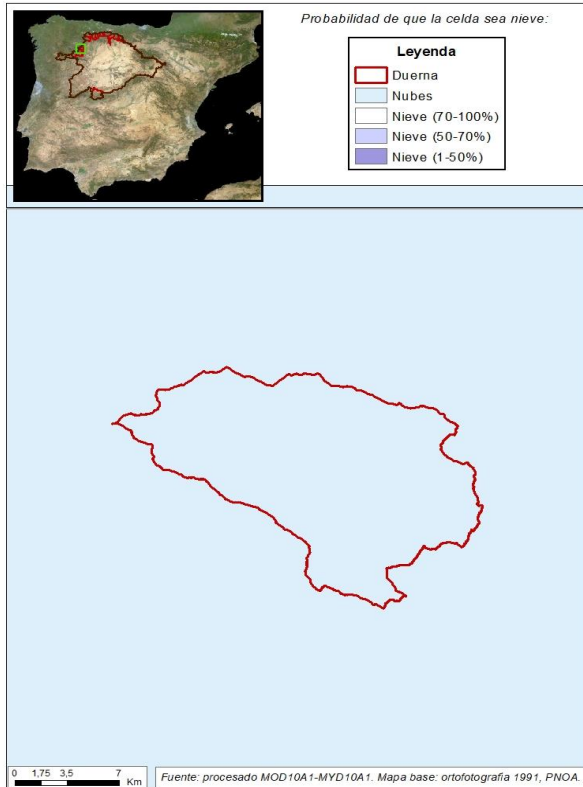 Probabilidad de que la celda sea nieve:
Leyenda
Duerna
Nubes
Nieve (70-100%)
Nieve (50-70%)
Nieve (1-50%)
0 1,75 3,5 7
Km
Fuente: procesado MOD10A1-MYD10A1. Mapa base: ortofotografia 1991, PNOA.